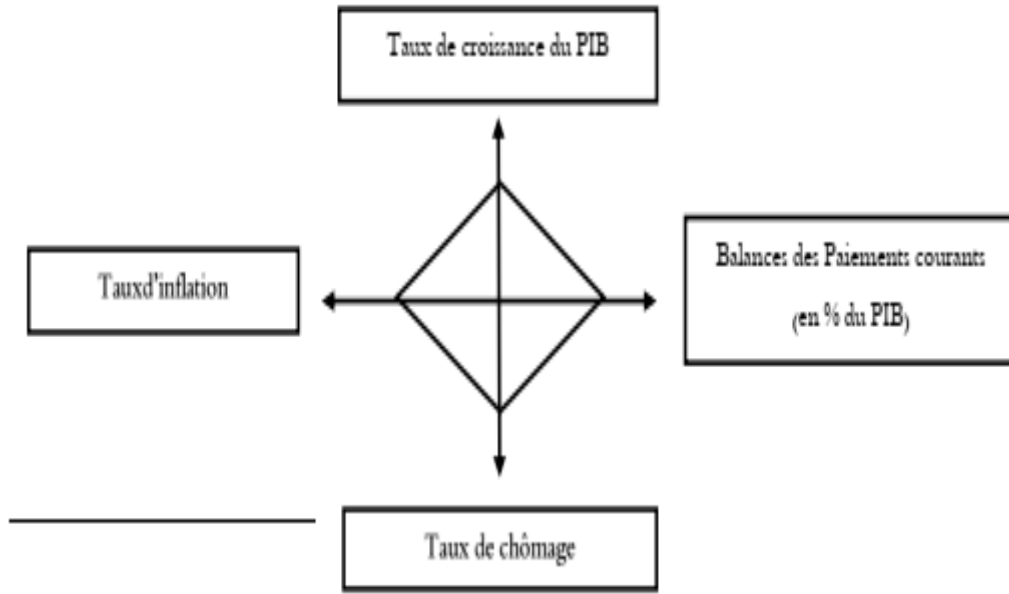 Taux de croissance du PIB
Tauxd'inflation
Balances des Paiements courants
(en % du PIB)
Taux de chômage